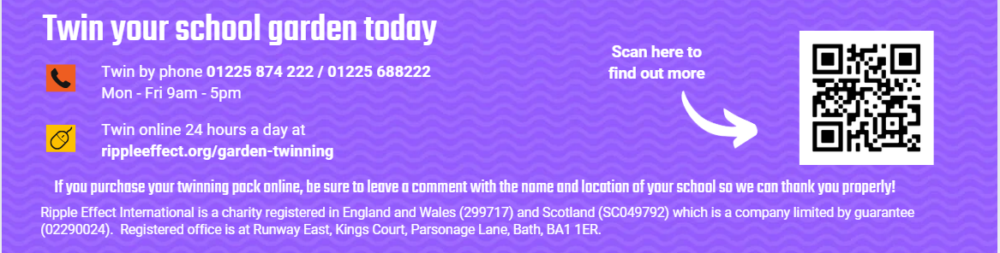 Twin your school garden today
Twin by phone 01225 874 222 / 01225 688222
Mon - Fri 9am - 5pm
Twin online 24 hours a day at
rippleeffect.org/garden-twinning
Scan here to
find out more
If you purchase your twinning pack online, be sure to leave a comment with the name and location of your school so we can thank you properly!
Ripple Effect International is a charity registered in England and Wales (299717) and Scotland (SC049792) which is a company limited by guarantee
(02290024).  Registered office is at Runway East, Kings Court, Parsonage Lane, Bath, BA1 1ER.